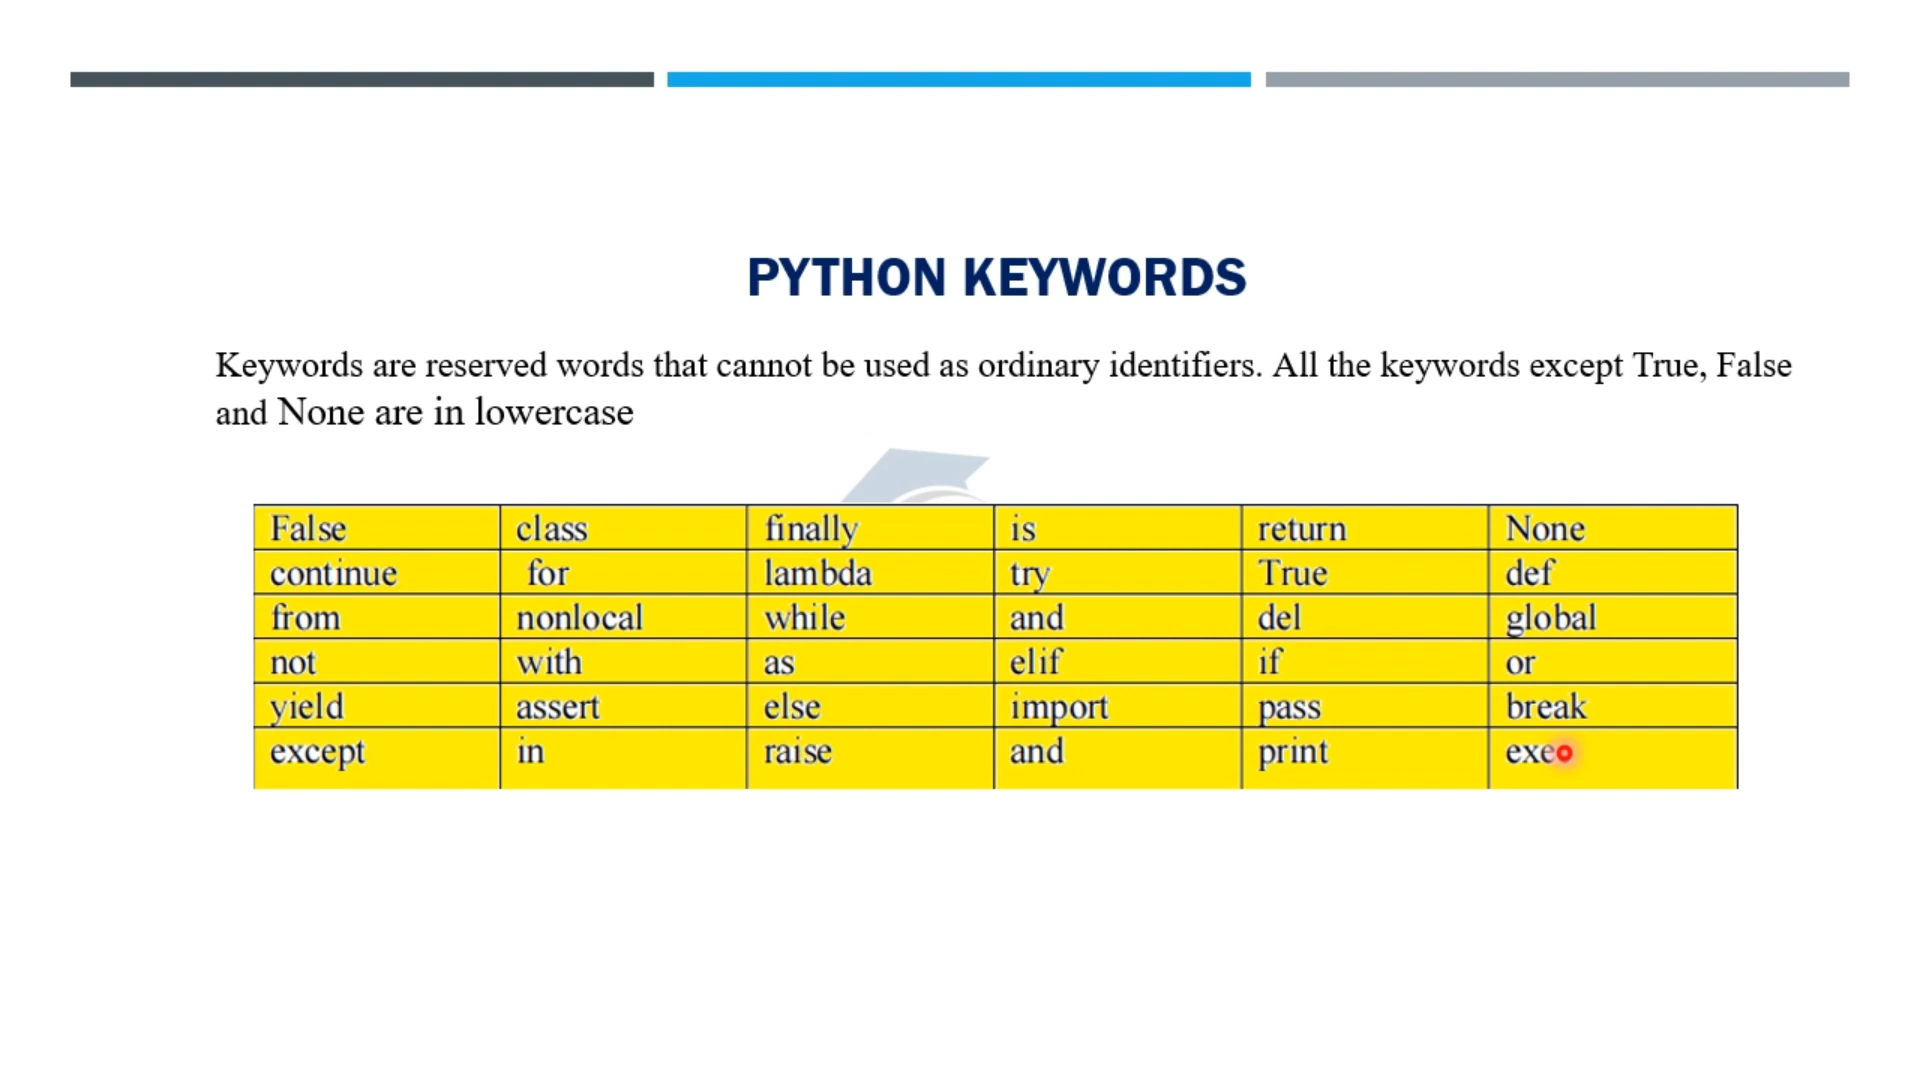 PYTHON KEYWORDS
Keywords are reserved words that cannot be used as ordinary identifiers. All the keywords except True, False
and None are in lowercase
False class finally is return None
continue for lambda try True def
from nonlocal while and del global
not with as elif if or
yield assert else import pass break
except in raise and print